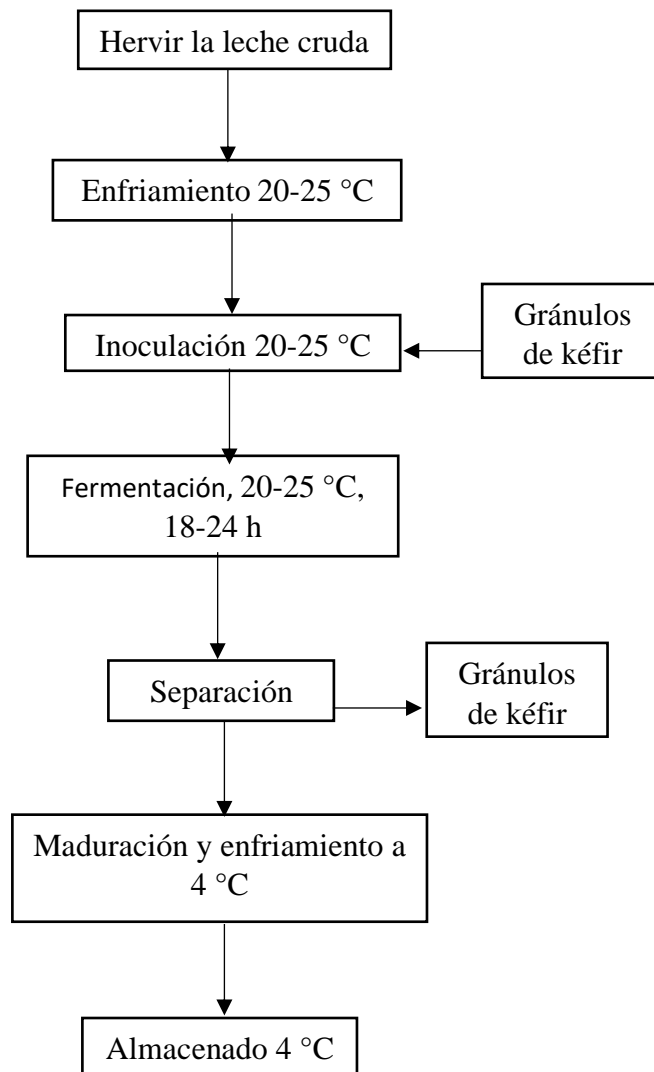 Hervir la leche cruda
Enfriamiento 20-25 °C
Inoculación 20-25 °C
Gránulos
de kéfir
Fermentación, 20-25 °C,
18-24 h
Separación
Gránulos
de kéfir
Maduración y enfriamiento a
4 °C
Almacenado 4 °C